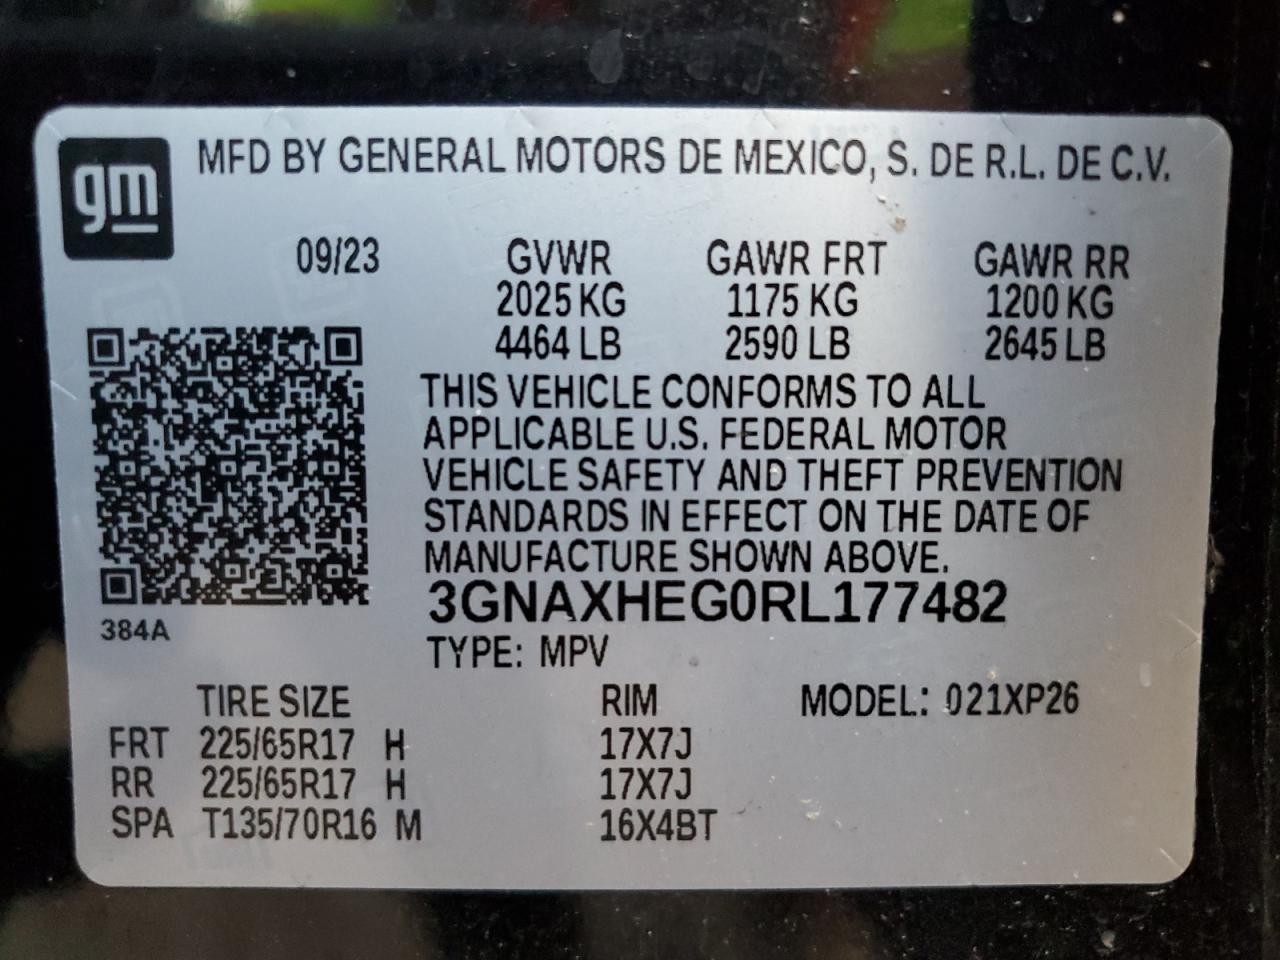 gm
MFD BY GENERAL MOTORS DE MEXICO, S. DE R.L. DE C.V.
09/23 GVWR GAWR FRT GAWR RR
2025 KG 1175 KG 1200 KG
4464 LB 2590 LB 2645 LB
THIS VEHICLE CONFORMS TO ALL
APPLICABLE U.S. FEDERAL MOTOR
VEHICLE SAFETY AND THEFT PREVENTION
STANDARDS IN EFFECT ON THE DATE OF
MANUFACTURE SHOWN ABOVE.
3GNAXHEG0RL177482
384A
TYPE: MPV
TIRE SIZE RIM MODEL: 021XP26
FRT 225/65R17 H 17X7J
RR 225/65R17 H 17X7J
SPA T135/70R16 M 16X4BT